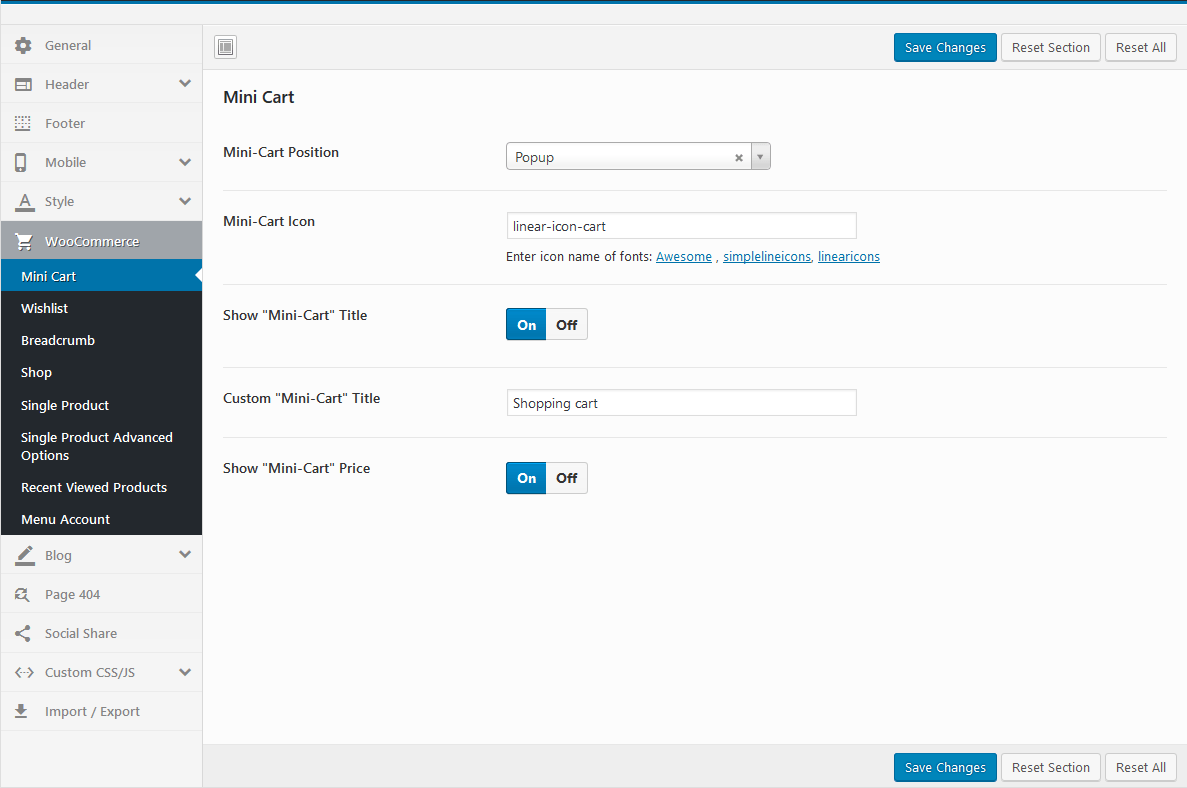 General
Header
Footer
Mobile
Style
WooCommerce
Mini Cart
Wishlist
Breadcrumb
Shop
Single Product
Single Product Advanced
Options
Recent Viewed Products
Menu Account
Blog
Page 404
Social Share
Custom CSS/JS
Import / Export
Save Changes Reset Section Reset All
Mini Cart
Mini-Cart Position Popup
Mini-Cart Icon linear-icon-cart
Enter icon name of fonts: Awesome , simplelineicons, linearicons
Show "Mini-Cart" Title On Off
Custom "Mini-Cart" Title Shopping cart
Show "Mini-Cart" Price On Off
Save Changes Reset Section Reset All